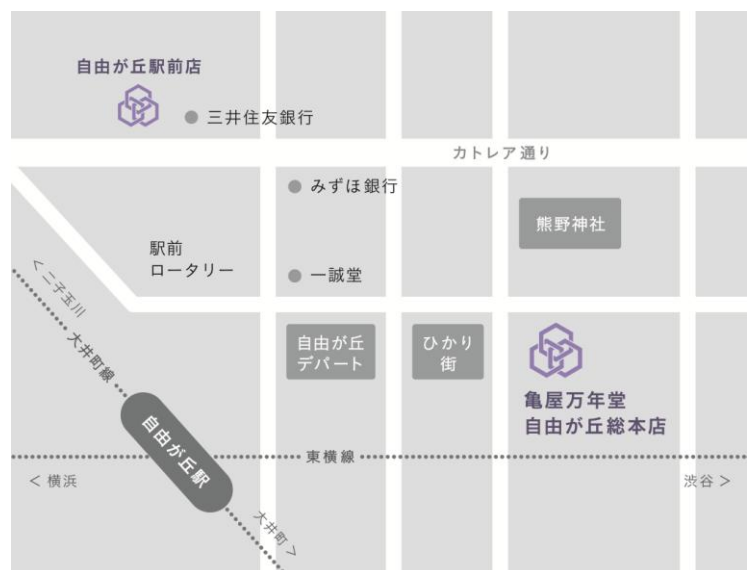 自由が丘駅前店
三井住友銀行
カトレア通り
みずほ銀行
熊野神社
駅前
ロータリー
一誠堂
< 二子玉川
大井町線
自由が丘
デパート
ひかり
街
亀屋万年堂
自由が丘総本店
自由が丘駅
東横線
< 横浜
渋谷 >
大井町 >